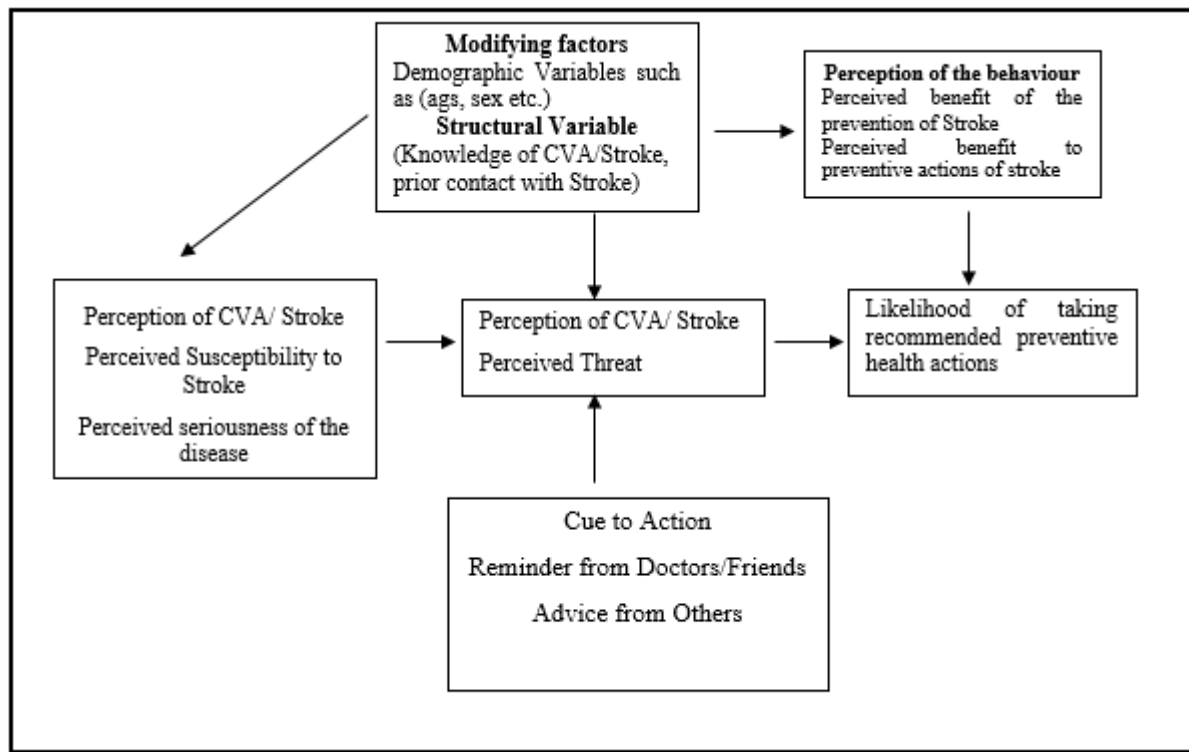 Modifying factors
Demographic Variables such
as (ags, sex etc.)
Structural Variable
(Knowledge of CVA/Stroke,
prior contact with Stroke)
Perception of the behaviour
Perceived benefit of the
prevention of Stroke
Perceived benefit to
preventive actions of stroke
Perception of CVA/ Stroke
Perceived Susceptibility to
Stroke
Perceived seriousness of the
disease
Perception of CVA/ Stroke
Perceived Threat
Likelihood of taking
recommended preventive
health actions
Cue to Action
Reminder from Doctors/Friends
Advice from Others